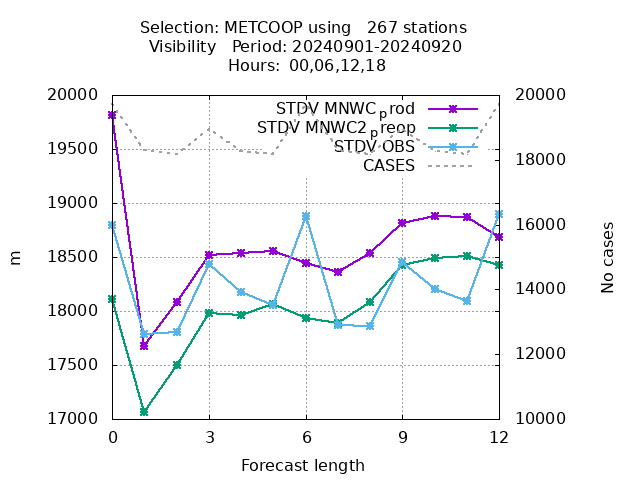 Selection: METCOOP using   267 stations
Visibility   Period: 20240901-20240920
Hours: 00,06,12,18
20000
19500
19000
18500
18000
17500
17000
m
STDV MNWC_prod
STDV MNWC2_preop
STDV OBS
CASES
20000
18000
16000
14000
12000
10000
No cases
0 3 6 9 12
Forecast length